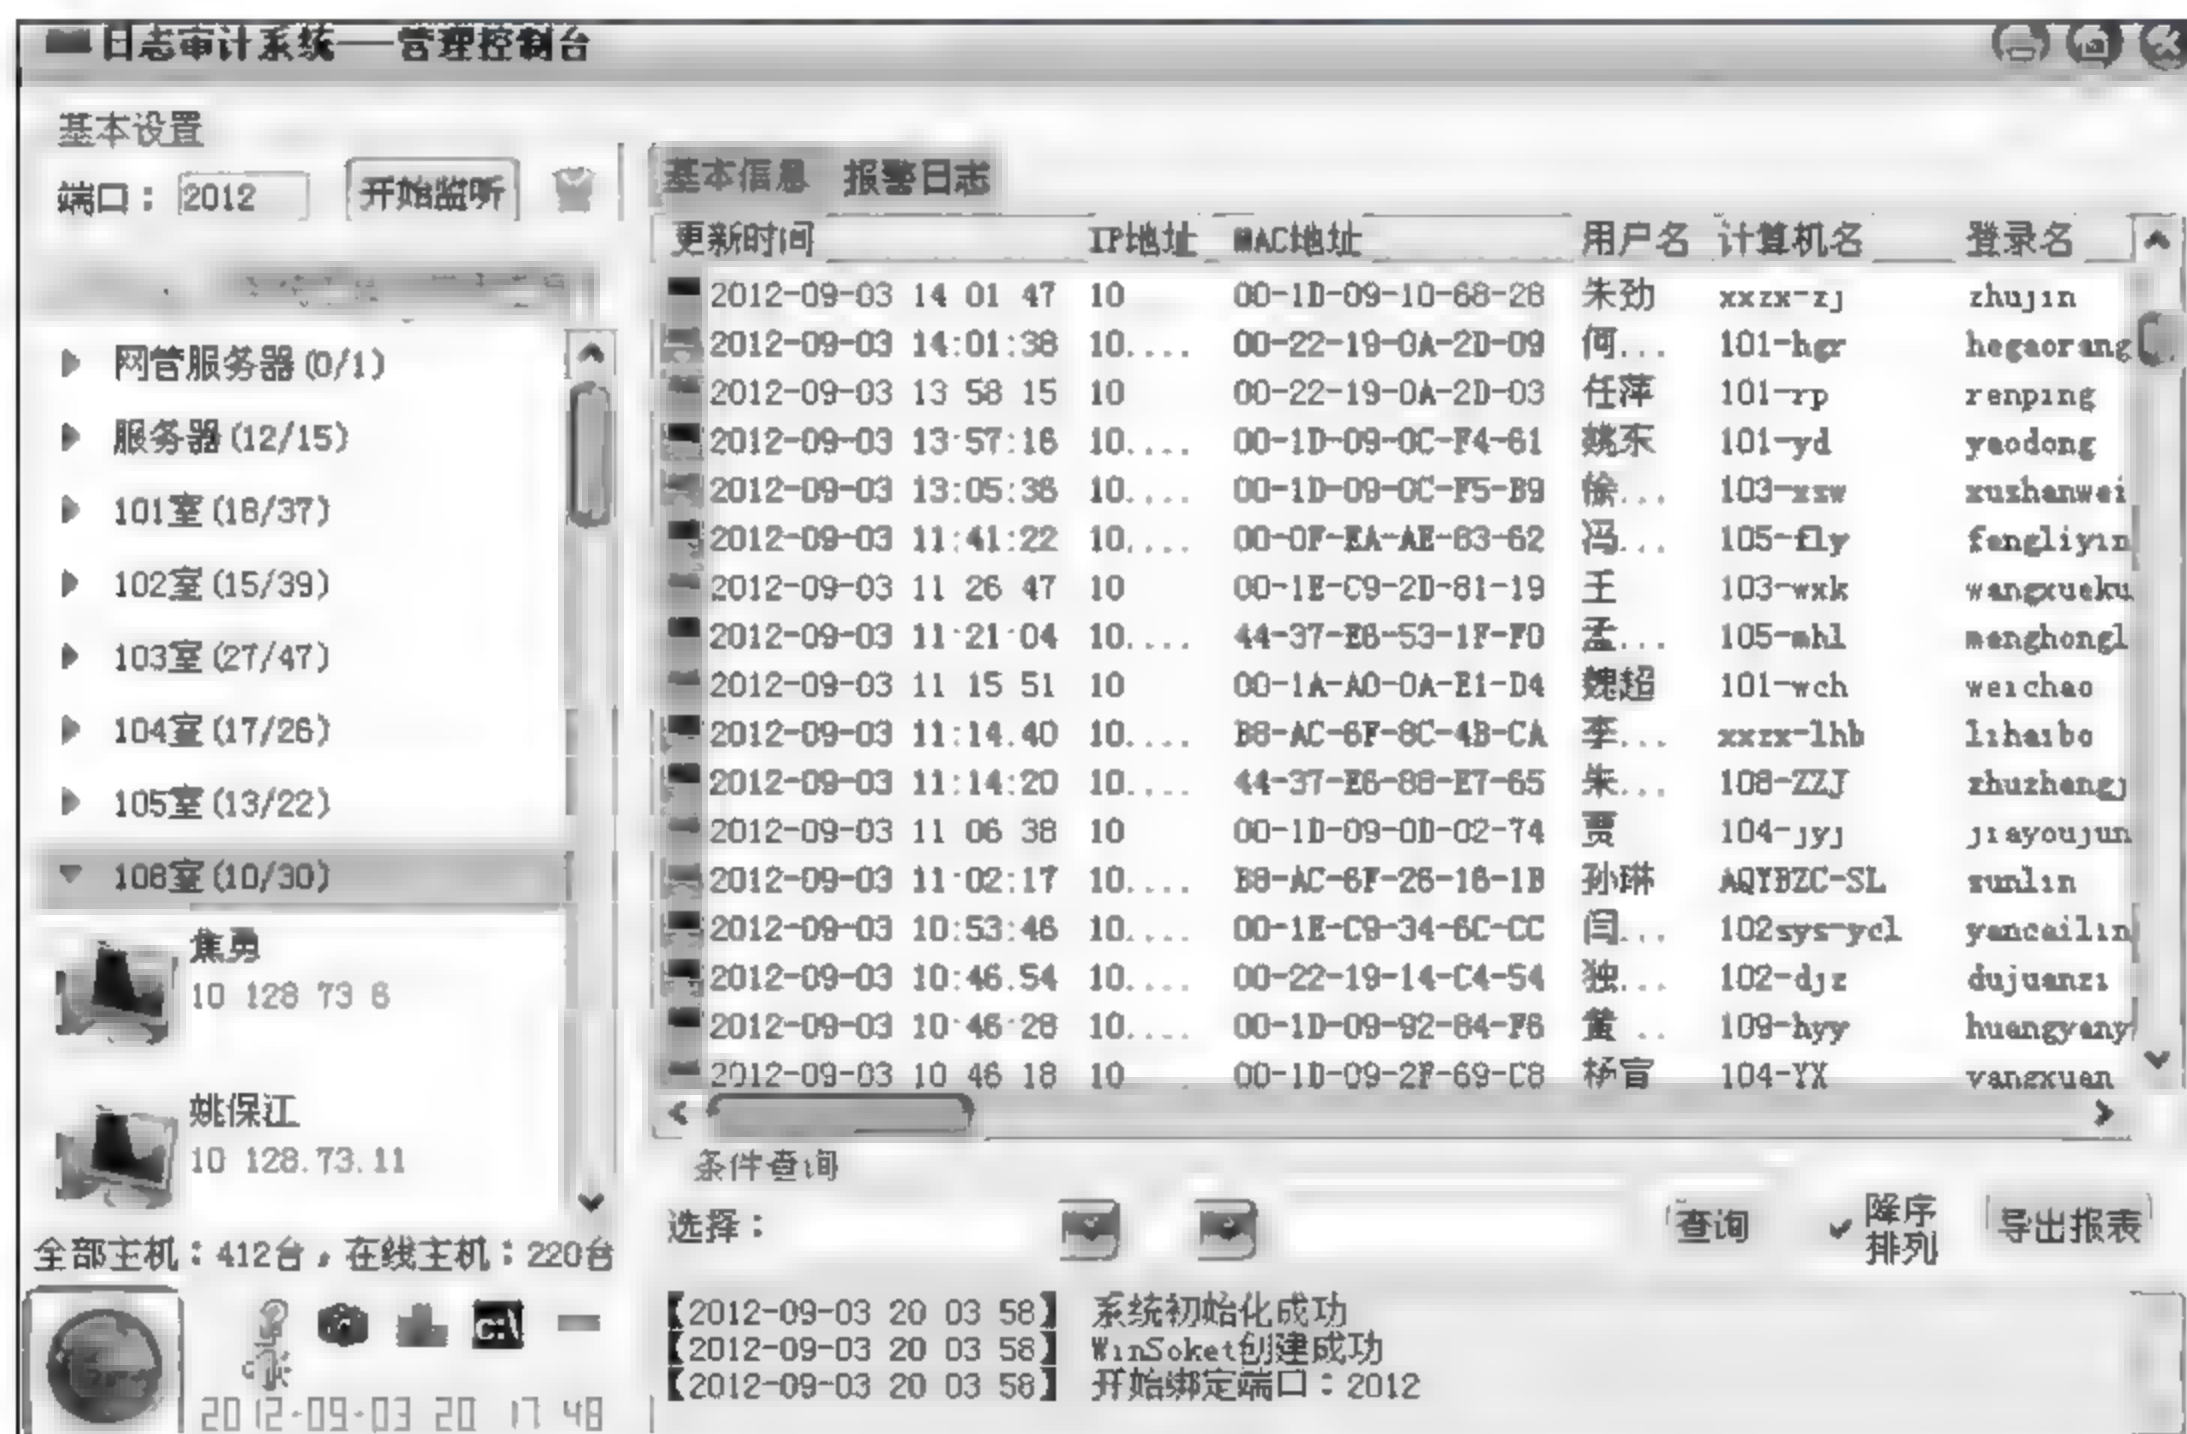 日志审计系统——管理控制台
基本设置
端口：2012 开始监听
网管服务器(0/1)
服务器(12/15)
101室(18/37)
102室(15/39)
103室(27/47)
104室(17/26)
105室(13/22)
108室(10/30)
焦勇
10 128 73 6
姚保江
10 128.73.11
全部主机：412台，在线主机：220台
C:\
2012-09-03 20 17 48
基本信息 报警日志
更新时间 IP地址 MAC地址 用户名 计算机名 登录名
2012-09-03 14 01 47 10 00-1D-09-10-68-28 朱劲 xxzx-zj zhujin
2012-09-03 14:01:38 10.... 00-22-19-0A-2D-09 何... 101-hgr hegaorang
2012-09-03 13 58 15 10 00-22-19-0A-2D-03 任萍 101-rp renping
2012-09-03 13:57:16 10.... 00-1D-09-0C-F4-61 姚东 101-yd yaodong
2012-09-03 13:05:36 10.... 00-1D-09-0C-F5-B9 徐... 103-xzw xuzhanwei
2012-09-03 11:41:22 10.... 00-0F-EA-AE-63-62 冯... 105-fly fengliyin
2012-09-03 11 26 47 10 00-1E-C9-2D-81-19 王 103-wxk wangxueku
2012-09-03 11:21:04 10.... 44-37-E6-53-1F-F0 孟... 105-mhl menghongl
2012-09-03 11 15 51 10 00-1A-A0-0A-E1-D4 魏超 101-wch weichao
2012-09-03 11:14.40 10.... B8-AC-6F-8C-4B-CA 李... xxzx-lhb lihaibo
2012-09-03 11:14:20 10.... 44-37-E6-88-E7-65 朱... 108-ZZJ zhuzhengj
2012-09-03 11 06 38 10 00-1D-09-0D-02-74 贾 104-jyj jiayoujun
2012-09-03 11:02:17 10.... B8-AC-6F-26-16-1B 孙琳 AQYBZC-SL sunlin
2012-09-03 10:53:46 10.... 00-1E-C9-34-6C-CC 闫... 102sys-ycl yancailin
2012-09-03 10:46.54 10.... 00-22-19-14-C4-54 独... 102-djz dujuanzi
2012-09-03 10:46:28 10.... 00-1D-09-92-84-F6 黄 .. 109-hyy huangyany
2012-09-03 10 46 18 10 00-1D-09-2F-69-C8 杨宣 104-YX yangxuan
条件查询
选择： 查询 降序排列 导出报表
【2012-09-03 20 03 58】 系统初始化成功
【2012-09-03 20 03 58】 WinSoket创建成功
【2012-09-03 20 03 58】 开始绑定端口：2012